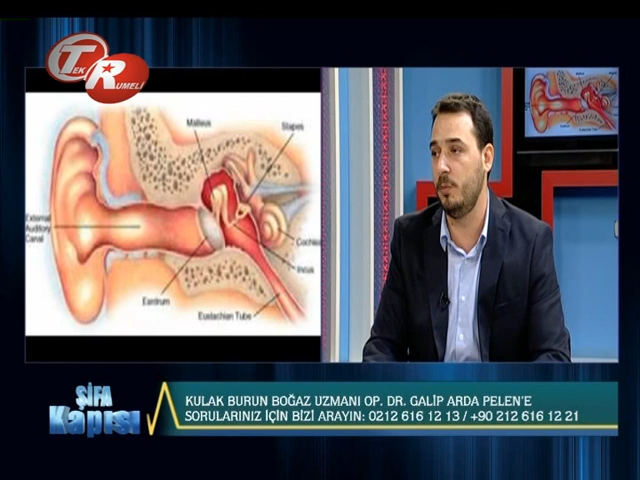 TEK
RUMELİ
Malleus
Stapes
External
Auditory
Canal
Cochlea
Incus
Eardrum
Eustachian Tube
ŞİFA
Kapısı
KULAK BURUN BOĞAZ UZMANI OP. DR. GALİP ARDA PELEN'E
SORULARINIZ İÇİN BİZİ ARAYIN: 0212 616 12 13 / +90 212 616 12 21